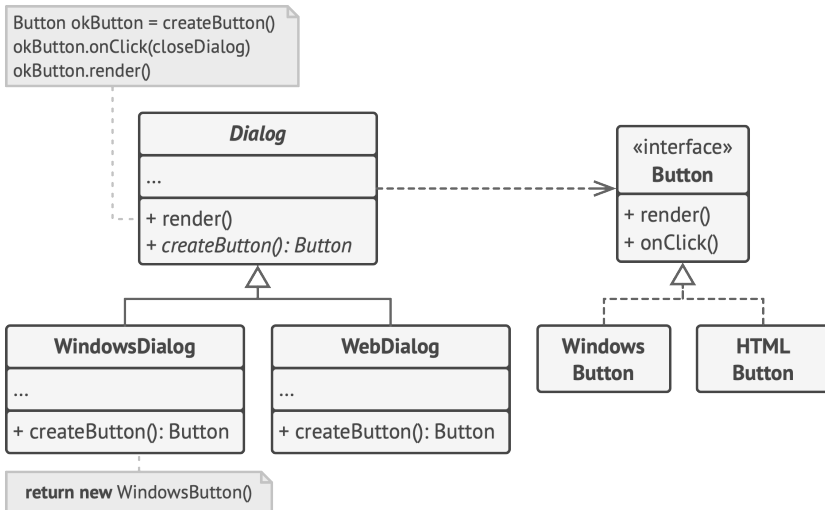 Button okButton = createButton()
okButton.onClick(closeDialog)
okButton.render()
Dialog
...
+ render()
+ createButton(): Button
«interface»
Button
+ render()
+ onClick()
WindowsDialog
...
+ createButton(): Button
WebDialog
...
+ createButton(): Button
Windows
Button
HTML
Button
return new WindowsButton()